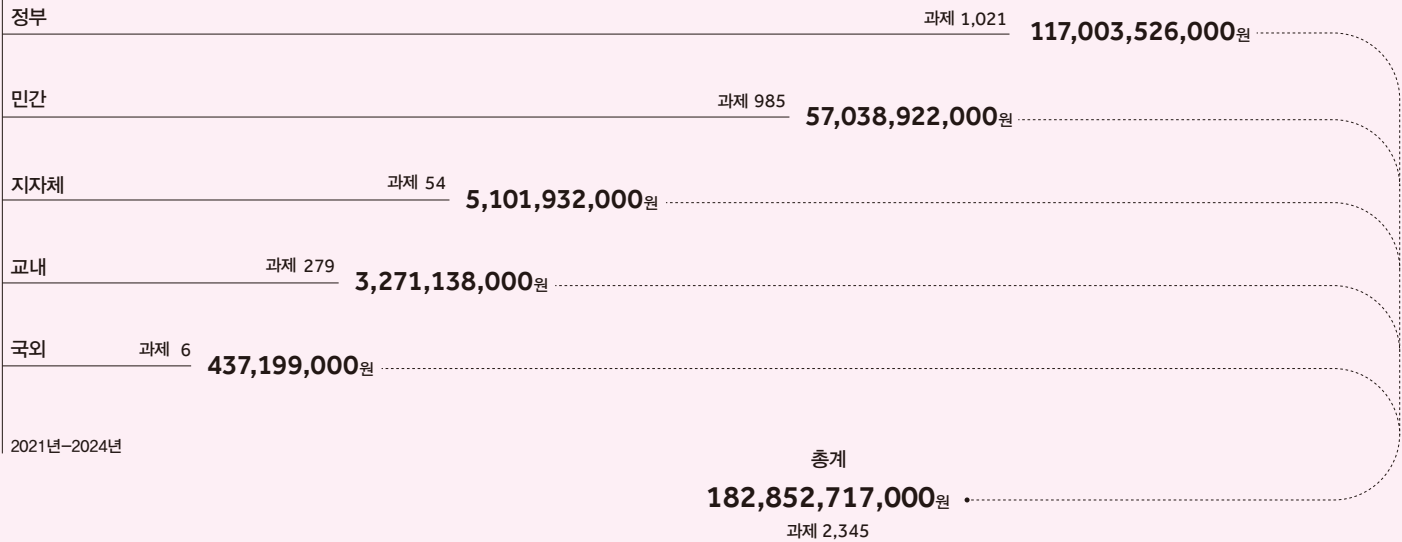 정부 과제 1,021 117,003,526,000원
민간 과제 985 57,038,922,000원
지자체 과제 54 5,101,932,000원
교내 과제 279 3,271,138,000원
국외 과제 6 437,199,000원
2021년–2024년
총계
182,852,717,000원
과제 2,345